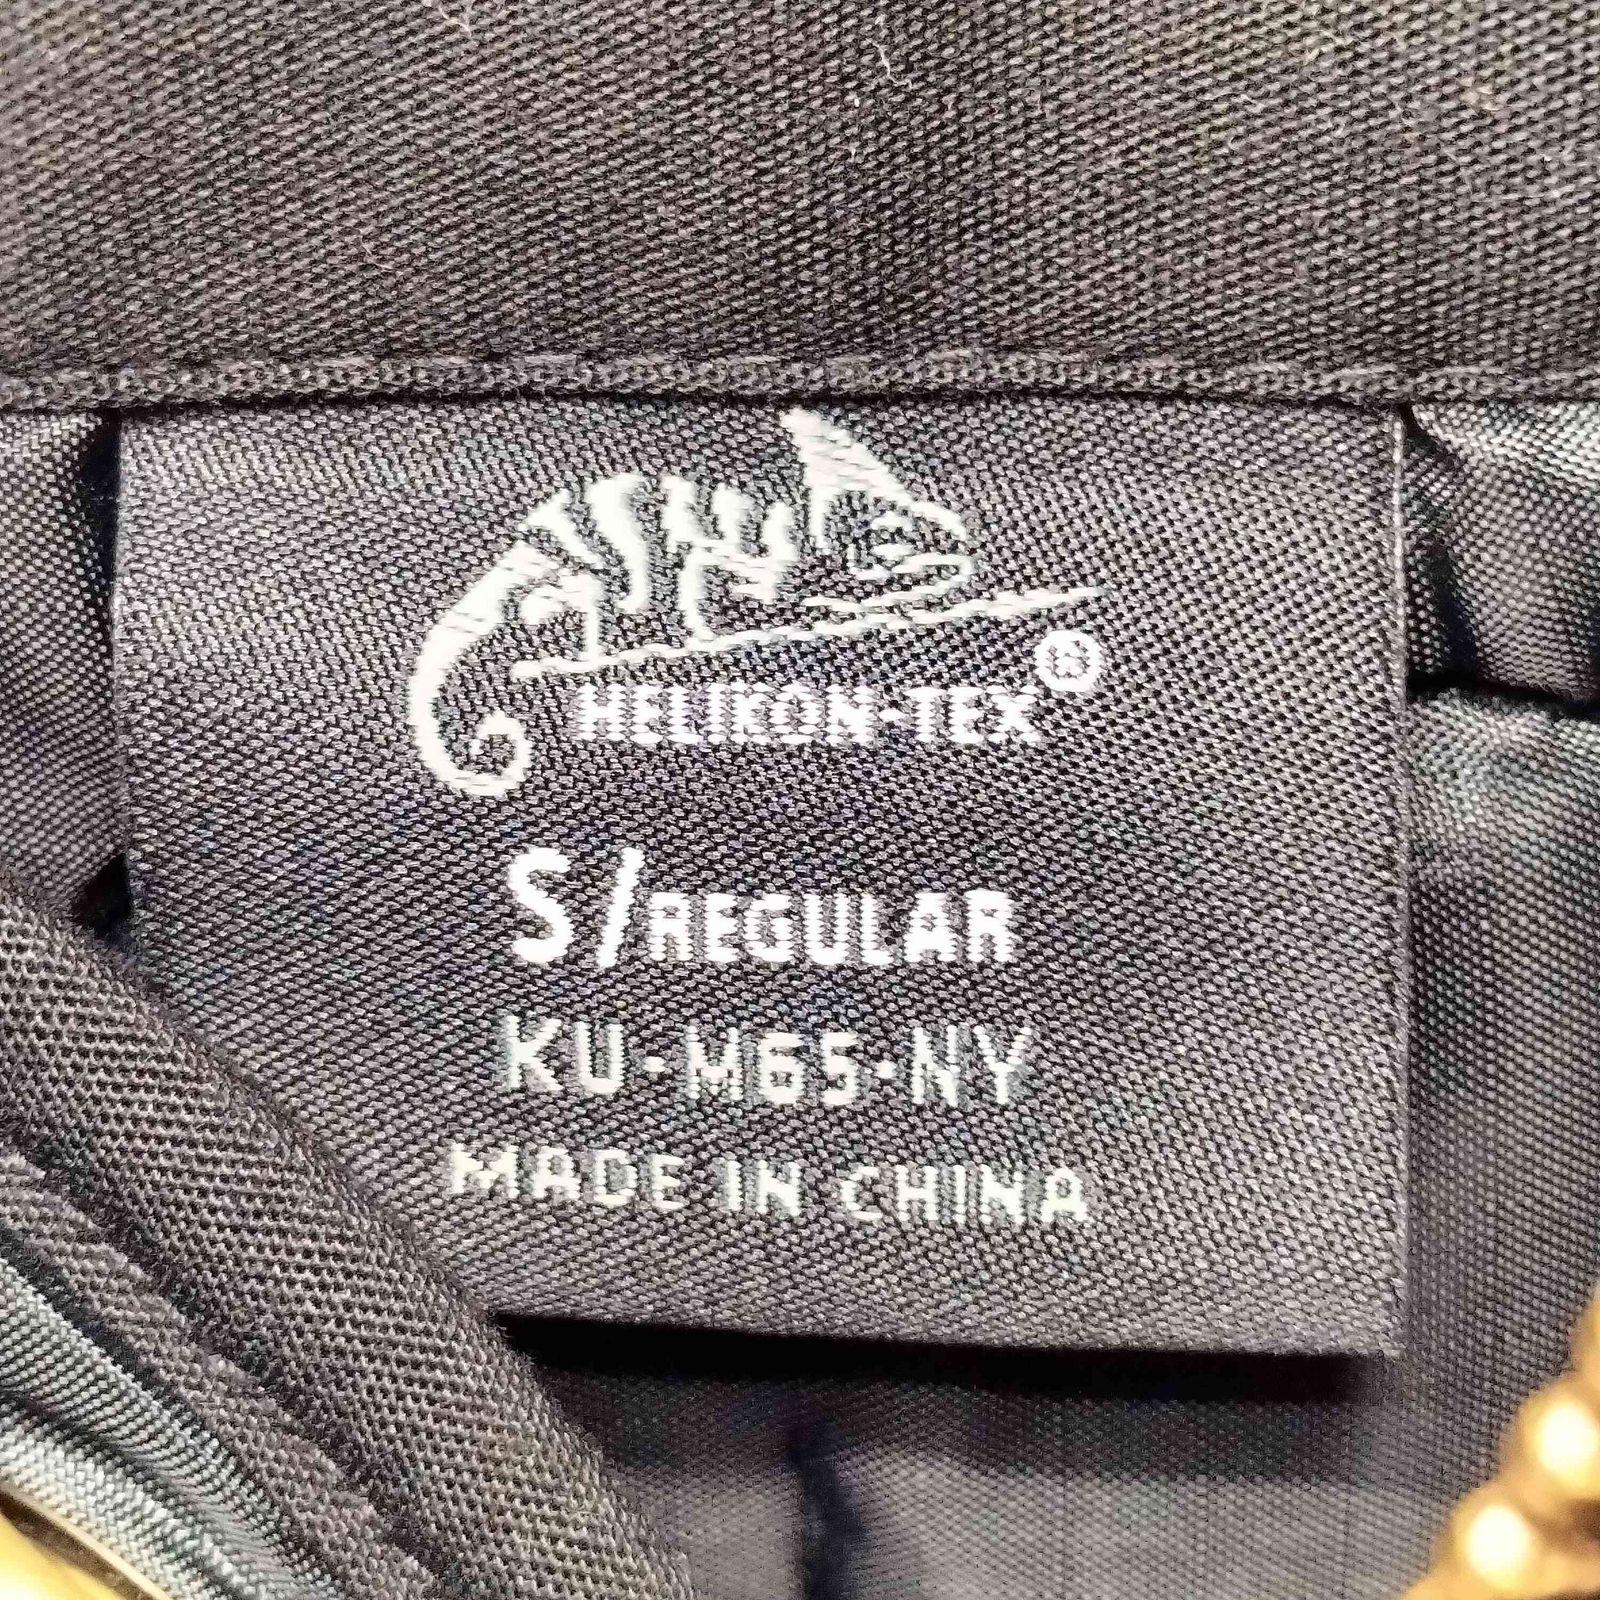 HELIKON-TEX®
S/REGULAR
KU-M65-NY
MADE IN CHINA